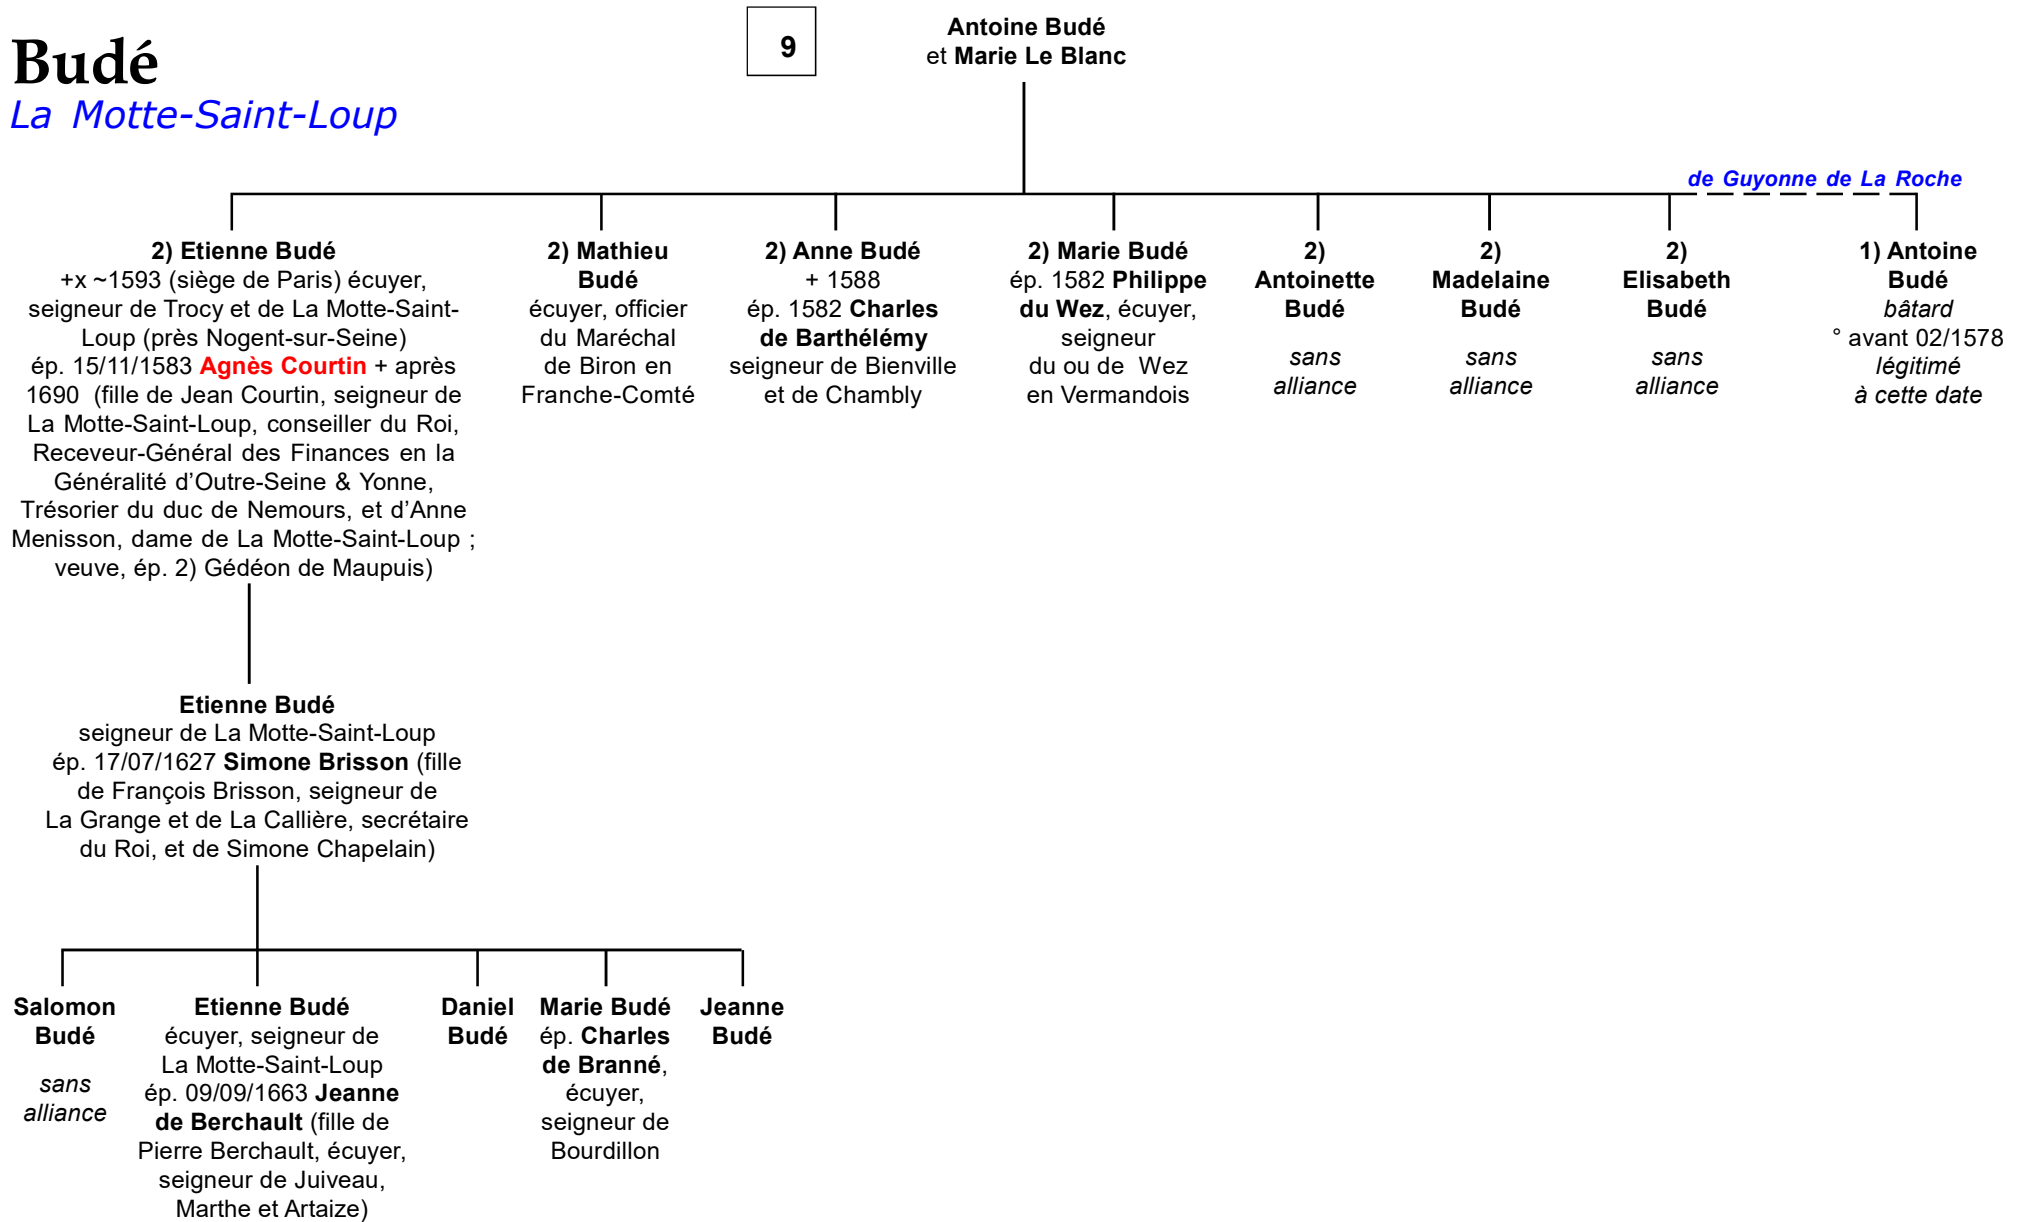 Budé
La Motte-Saint-Loup
9
Antoine Budé
et Marie Le Blanc
de Guyonne de La Roche
2) Etienne Budé
+x ~1593 (siège de Paris) écuyer,
seigneur de Trocy et de La Motte-Saint-
Loup (près Nogent-sur-Seine)
ép. 15/11/1583 Agnès Courtin + après
1690 (fille de Jean Courtin, seigneur de
La Motte-Saint-Loup, conseiller du Roi,
Receveur-Général des Finances en la
Généralité d'Outre-Seine & Yonne,
Trésorier du duc de Nemours, et d'Anne
Menisson, dame de La Motte-Saint-Loup ;
veuve, ép. 2) Gédéon de Maupuis)
2) Mathieu
Budé
écuyer, officier
du Maréchal
de Biron en
Franche-Comté
2) Anne Budé
+ 1588
ép. 1582 Charles
de Barthélémy
seigneur de Bienville
et de Chambly
2) Marie Budé
ép. 1582 Philippe
du Wez, écuyer,
seigneur
du ou de Wez
en Vermandois
2)
Antoinette
Budé
sans
alliance
2)
Madelaine
Budé
sans
alliance
2)
Elisabeth
Budé
sans
alliance
1) Antoine
Budé
bâtard
° avant 02/1578
légitimé
à cette date
Etienne Budé
seigneur de La Motte-Saint-Loup
ép. 17/07/1627 Simone Brisson (fille
de François Brisson, seigneur de
La Grange et de La Callière, secrétaire
du Roi, et de Simone Chapelain)
Salomon
Budé
sans
alliance
Etienne Budé
écuyer, seigneur de
La Motte-Saint-Loup
ép. 09/09/1663 Jeanne
de Berchault (fille de
Pierre Berchault, écuyer,
seigneur de Juiveau,
Marthe et Artaize)
Daniel
Budé
Marie Budé
ép. Charles
de Branné,
écuyer,
seigneur de
Bourdillon
Jeanne
Budé